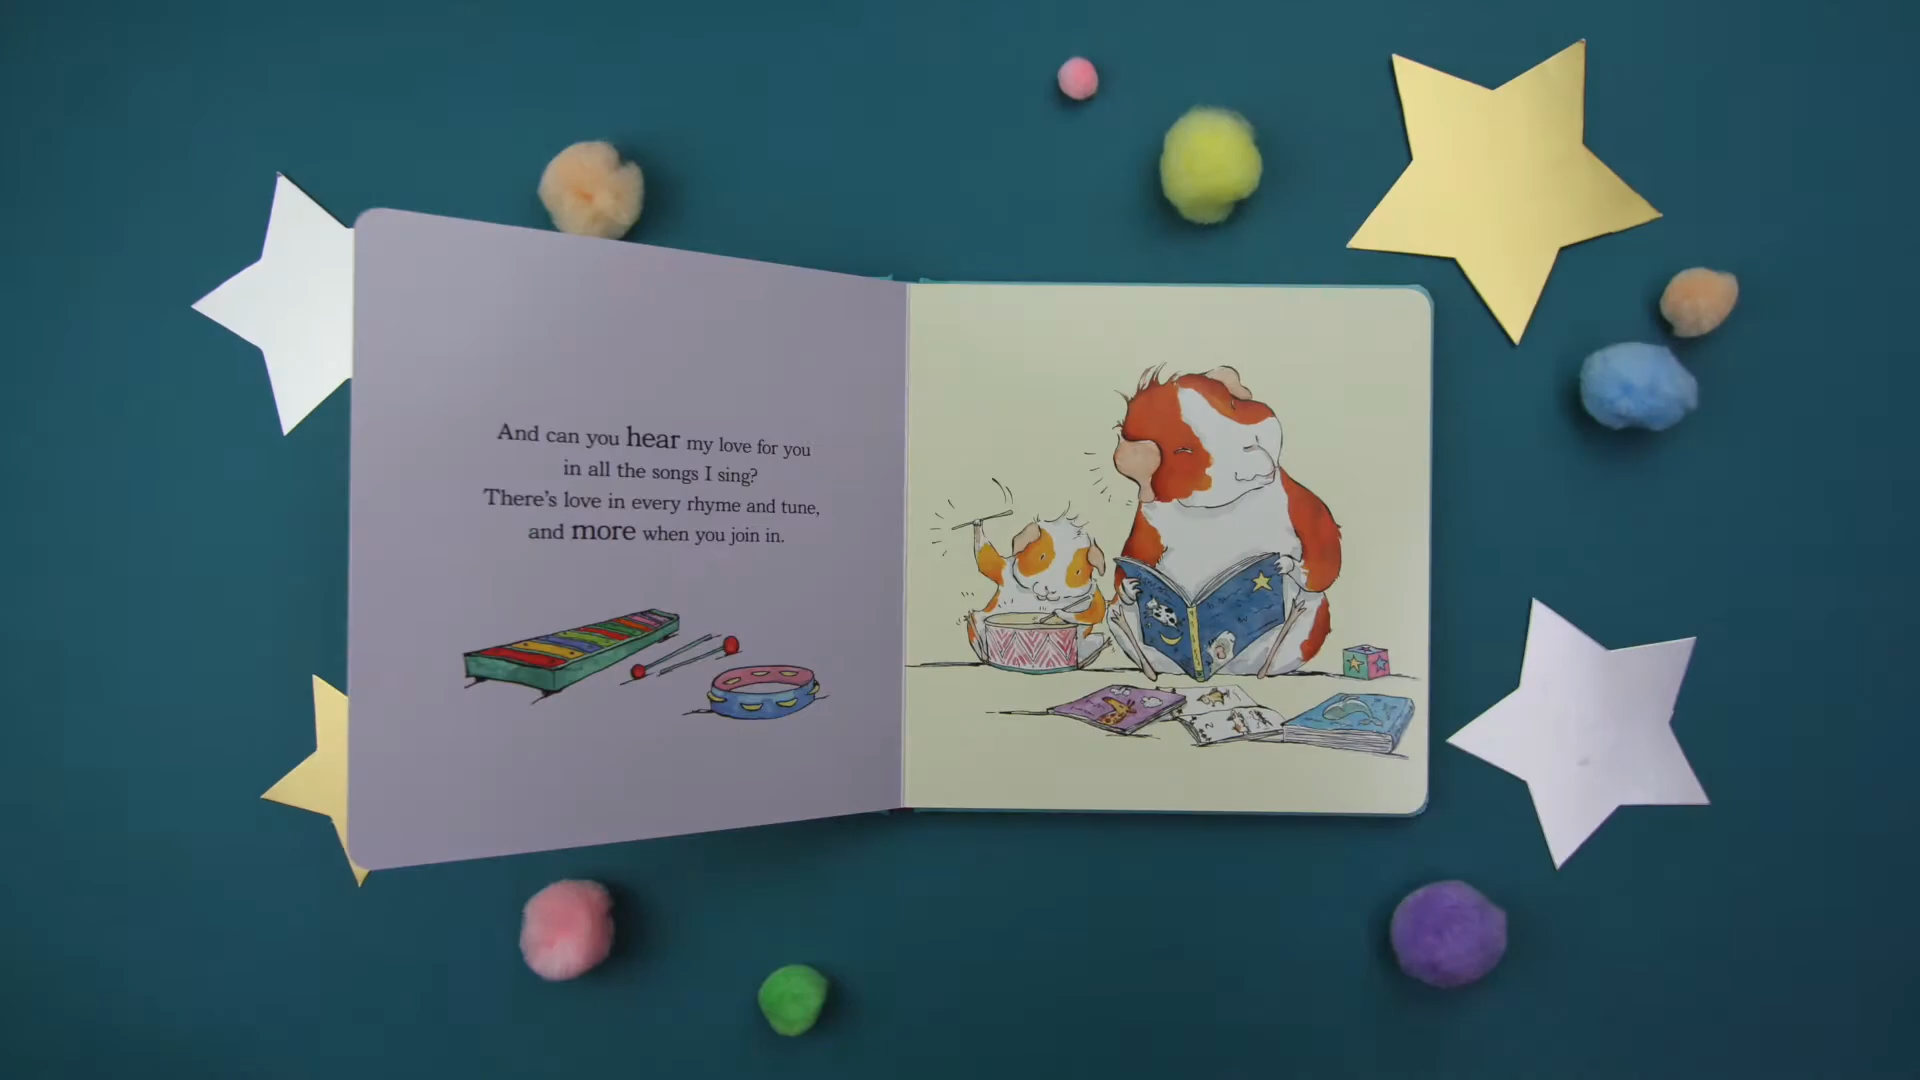 And can you hear my love for you
in all the songs I sing?
There's love in every rhyme and tune,
and more when you join in.